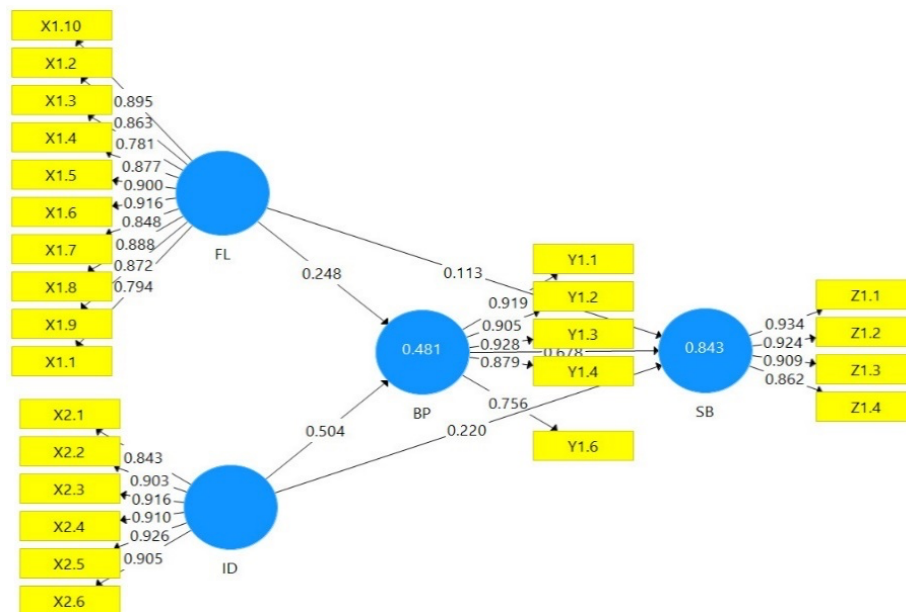 X1.10
X1.2
X1.3
X1.4
X1.5
X1.6
X1.7
X1.8
X1.9
X1.1
0.895
0.863
0.781
0.877
0.900
0.916
0.848
0.888
0.872
0.794
FL
0.248
0.113
X2.1
X2.2
X2.3
X2.4
X2.5
X2.6
0.843
0.903
0.916
0.910
0.926
0.905
ID
0.504
0.220
0.481
BP
0.919
0.905
0.928
0.879
0.678
0.756
Y1.1
Y1.2
Y1.3
Y1.4
Y1.6
0.843
SB
0.934
0.924
0.909
0.862
Z1.1
Z1.2
Z1.3
Z1.4